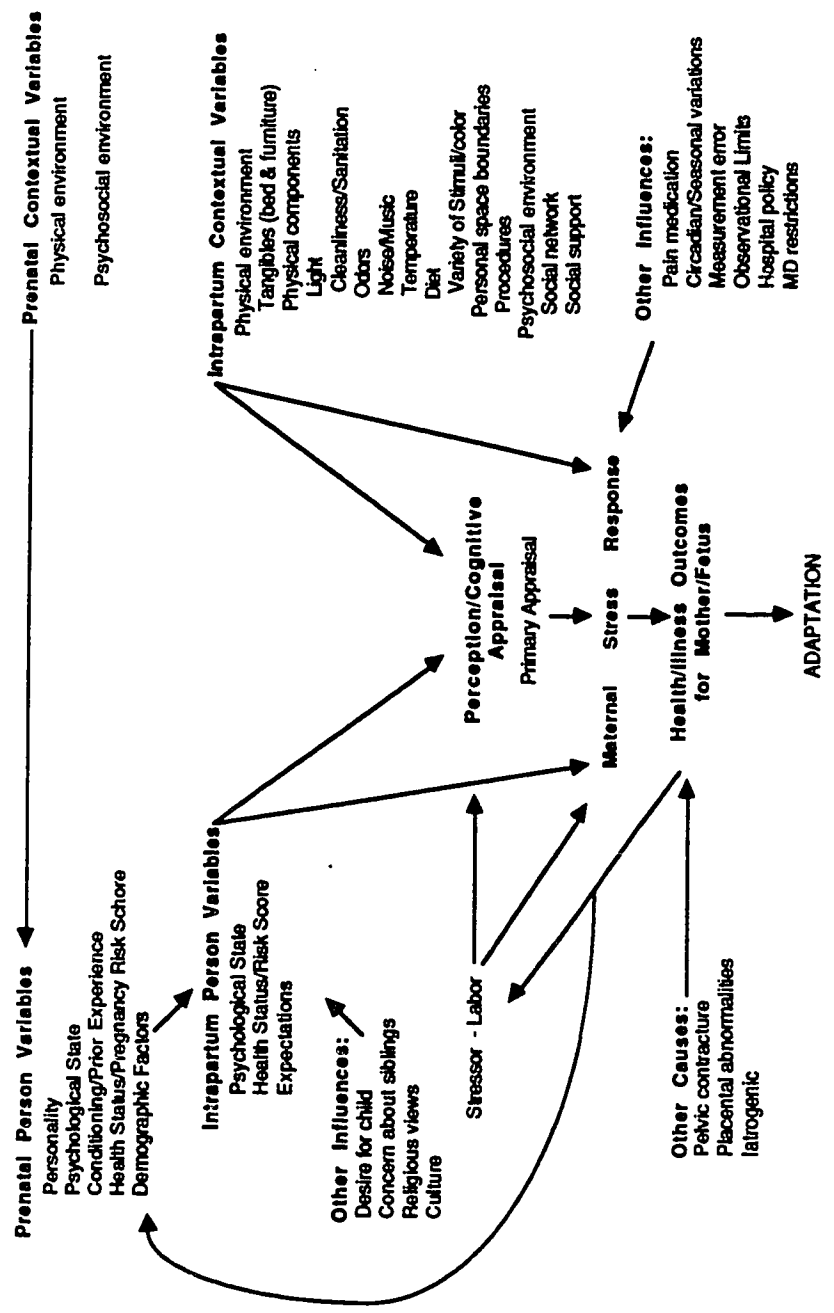 Prenatal Person Variables
Personality
Psychological State
Conditioning/Prior Experience
Health Status/Pregnancy Risk Schore
Demographic Factors
Prenatal Contextual Variables
Physical environment
Psychosocial environment
Intrapartum Person Variables
Psychological State
Health Status/Risk Score
Expectations
Other Influences:
Desire for child
Concern about siblings
Religious views
Culture
Intrapartum Contextual Variables
Physical environment
Tangibles (bed & furniture)
Physical components
Light
Cleanliness/Sanitation
Odors
Noise/Music
Temperature
Diet
Variety of Stimuli/color
Personal space boundaries
Procedures
Psychosocial environment
Social network
Social support
Perception/Cognitive
Appraisal
Primary Appraisal
Stressor - Labor
Maternal Stress Response
Other Influences:
Pain medication
Circadian/Seasonal variations
Measurement error
Observational Limits
Hospital policy
MD restrictions
Health/Illness Outcomes
for Mother/Fetus
Other Causes:
Pelvic contracture
Placental abnormalities
Iatrogenic
ADAPTATION